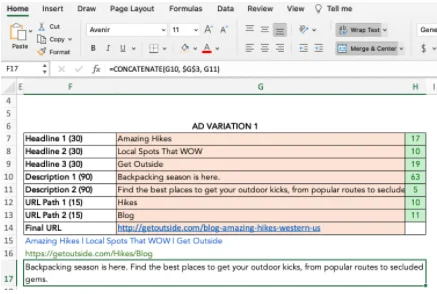 Home Insert Draw Page Layout Formulas Data Review View Tell me
Cut
Copy
Paste
Format
Avenir 11 A A
B I U A
Wrap Text
Merge & Center
Gene
$
F17 fx =CONCATENATE(G10, $G$3, G11)
E F G H I
4
5
6 AD VARIATION 1
7 Headline 1 (30) Amazing Hikes 17
8 Headline 2 (30) Local Spots That WOW 10
9 Headline 3 (30) Get Outside 19
10 Description 1 (90) Backpacking season is here. 63
11 Description 2 (90) Find the best places to get your outdoor kicks, from popular routes to seclude 5
12 URL Path 1 (15) Hikes 10
13 URL Path 2 (15) Blog 11
14 Final URL http://getoutside.com/blog-amazing-hikes-western-us
15 Amazing Hikes | Local Spots That WOW | Get Outside
16 https://getoutside.com/Hikes/Blog
Backpacking season is here. Find the best places to get your outdoor kicks, from popular routes to secluded
17 gems.